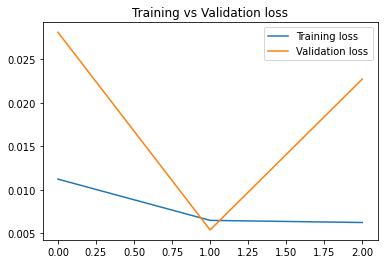 Training vs Validation loss
Training loss
Validation loss
0.025
0.020
0.015
0.010
0.005
0.00 0.25 0.50 0.75 1.00 1.25 1.50 1.75 2.00